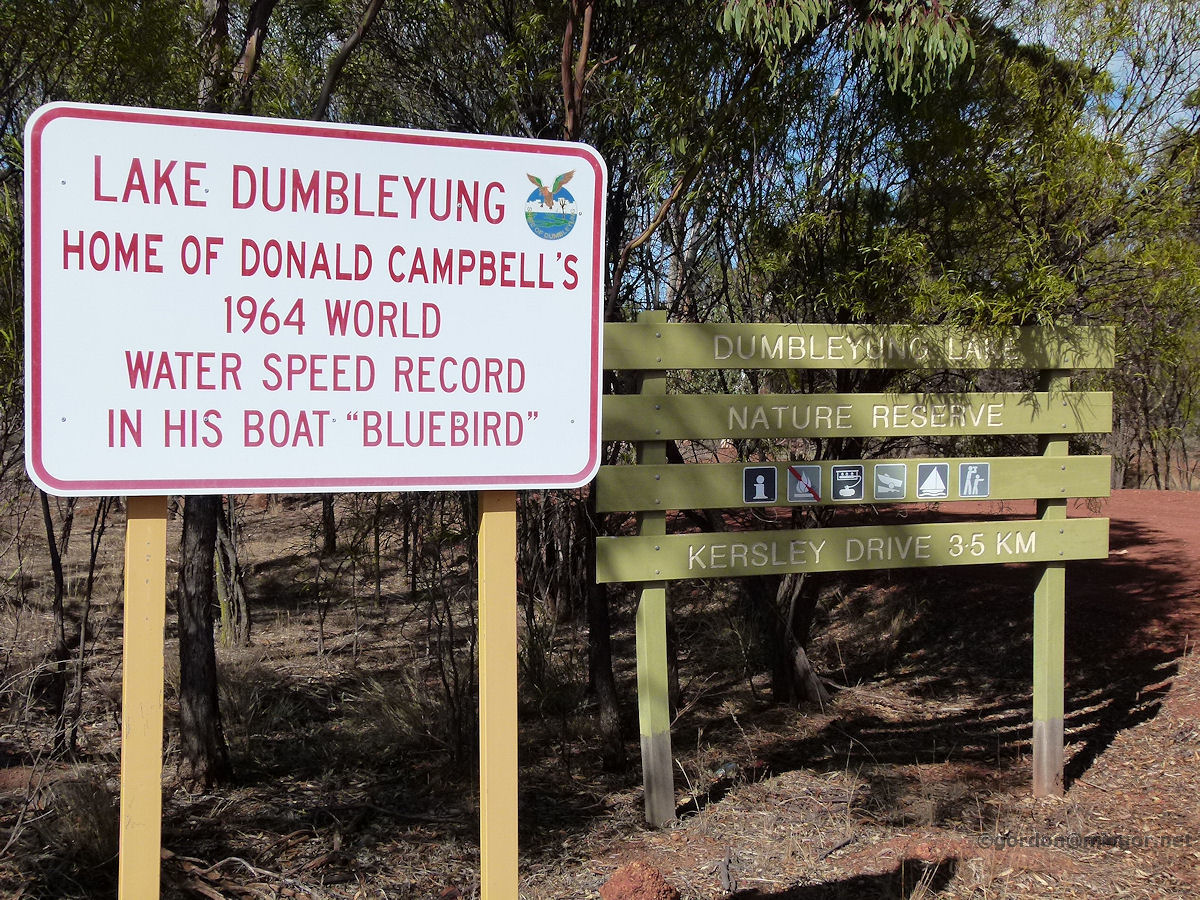 LAKE DUMBLEYUNG
HOME OF DONALD CAMPBELL'S
1964 WORLD
WATER SPEED RECORD
IN HIS BOAT "BLUEBIRD"
DUMBLEYUNG LAKE
NATURE RESERVE
i
KERSLEY DRIVE 3·5 KM